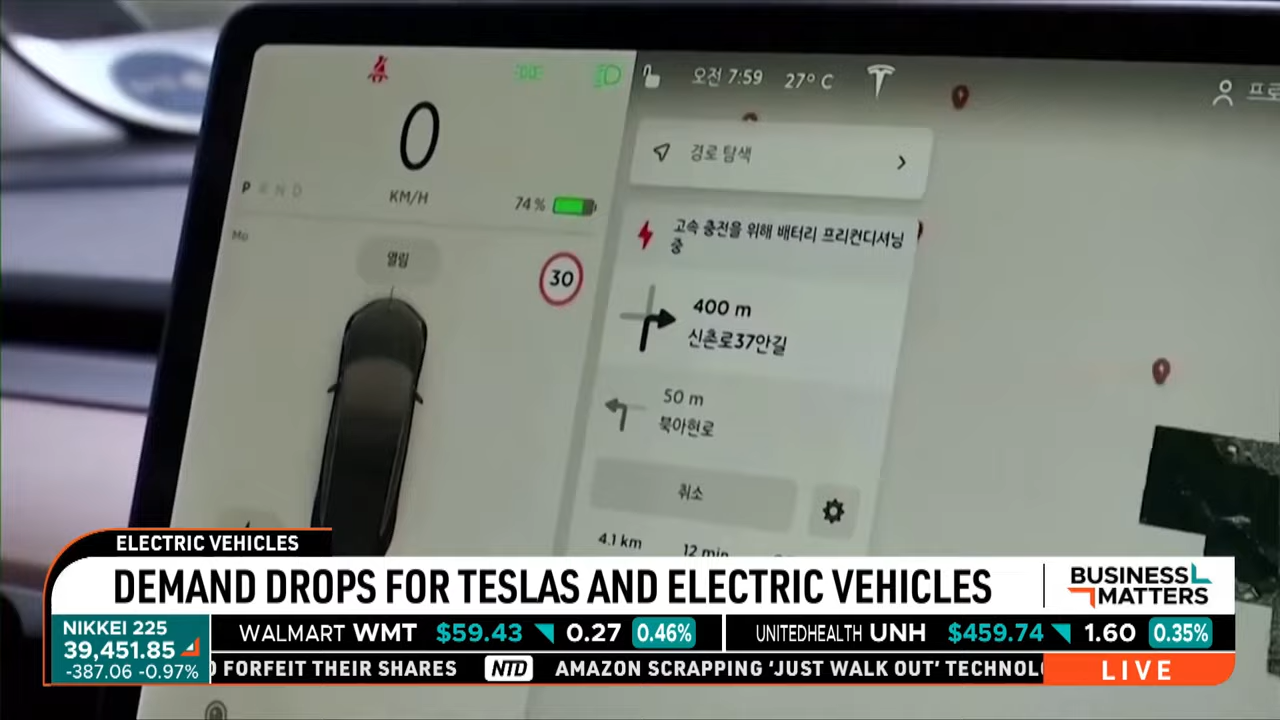 오전 7:59
27° C
0
KM/H
P R N D
74%
열림
30
경로 탐색
고속 충전을 위해 배터리 프리컨디셔닝
중
400 m
신촌로37안길
50 m
북아현로
취소
4.1 km
12 min
ELECTRIC VEHICLES
DEMAND DROPS FOR TESLAS AND ELECTRIC VEHICLES
BUSINESS
MATTERS
NIKKEI 225
39,451.85
-387.06 -0.97%
WALMART WMT $59.43 0.27 0.46%
UNITEDHEALTH UNH $459.74 1.60 0.35%
FORFEIT THEIR SHARES
NTD
AMAZON SCRAPPING ‘JUST WALK OUT’ TECHNOL
LIVE